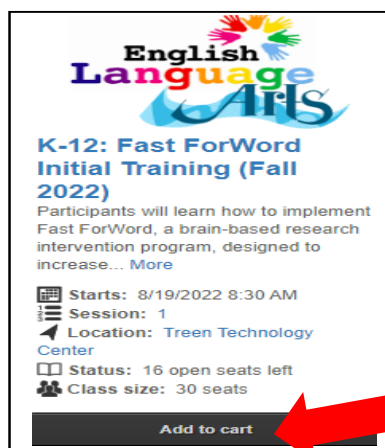 English
Language
Arts
K-12: Fast ForWord
Initial Training (Fall
2022)
Participants will learn how to implement
Fast ForWord, a brain-based research
intervention program, designed to
increase... More
Starts: 8/19/2022 8:30 AM
Session: 1
Location: Treen Technology
Center
Status: 16 open seats left
Class size: 30 seats
Add to cart